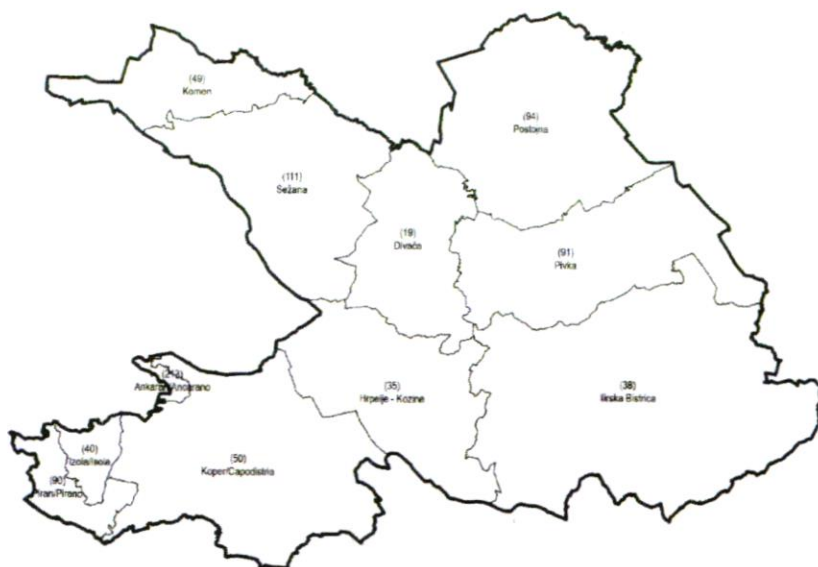 (49)
Komen
(94)
Postojna
(111)
Sežana
(19)
Divača
(91)
Pivka
(213)
Ankaran/Ancarano
(35)
Hrpelje - Kozina
(38)
Ilirska Bistrica
(40)
Izola/Isola
(50)
Koper/Capodistria
(90)
Piran/Pirano